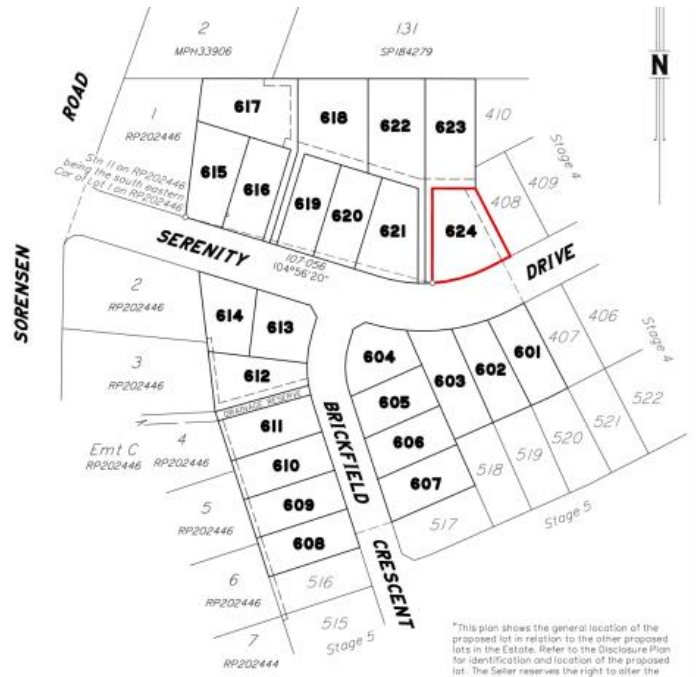 2
MPH33906
131
SP184279
N
ROAD
1
RP202446
617
618
622
623
410
Stage 4
Stn II on RP202446
being the south eastern
Cor of Lot I on RP202446
615
616
619
620
621
624
408
409
SERENITY
107·056
104°56'20"
DRIVE
SORENSEN
2
RP202446
614
613
604
603
602
601
407
406
Stage 4
3
RP202446
612
DRAINAGE RESERVE
605
611
BRICKFIELD
606
Emt C
RP202446
4
RP202446
610
607
518
519
520
521
522
5
RP202446
609
517
Stage 5
608
CRESCENT
6
RP202446
516
515
Stage 5
7
RP202444
"This plan shows the general location of the
proposed lot in relation to the other proposed
lots in the Estate. Refer to the Disclosure Plan
for identification and location of the proposed
lot. The Seller reserves the right to alter the